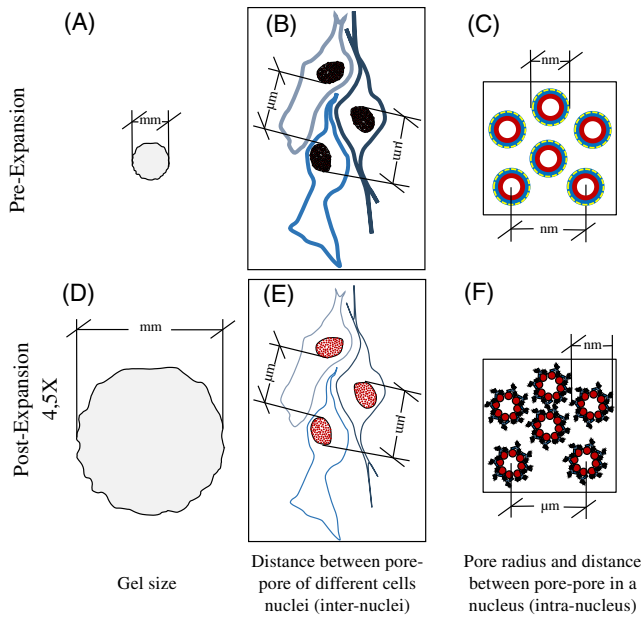 (A)
(B)
(C)
Pre-Expansion
mm
µm
µm
nm
nm
(D)
(E)
(F)
Post-Expansion
4,5X
mm
µm
µm
nm
µm
Gel size
Distance between pore-
pore of different cells
nuclei (inter-nuclei)
Pore radius and distance
between pore-pore in a
nucleus (intra-nucleus)